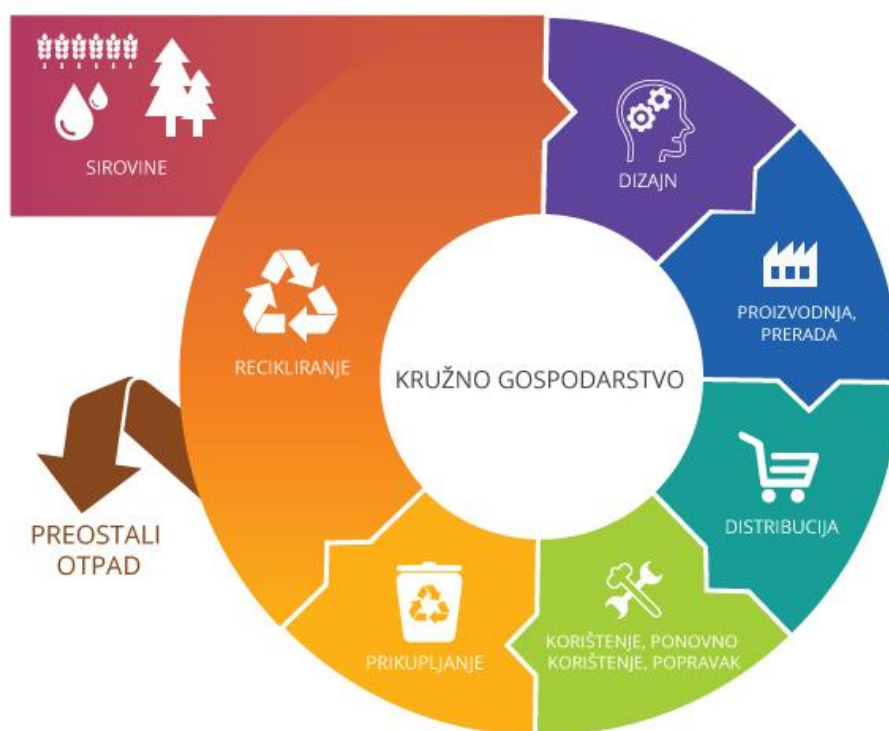 SIROVINE
DIZAJN
PROIZVODNJA,
PRERADA
DISTRIBUCIJA
KORIŠTENJE, PONOVNO
KORIŠTENJE, POPRAVAK
PRIKUPLJANJE
RECIKLIRANJE
PREOSTALI
OTPAD
KRUŽNO GOSPODARSTVO